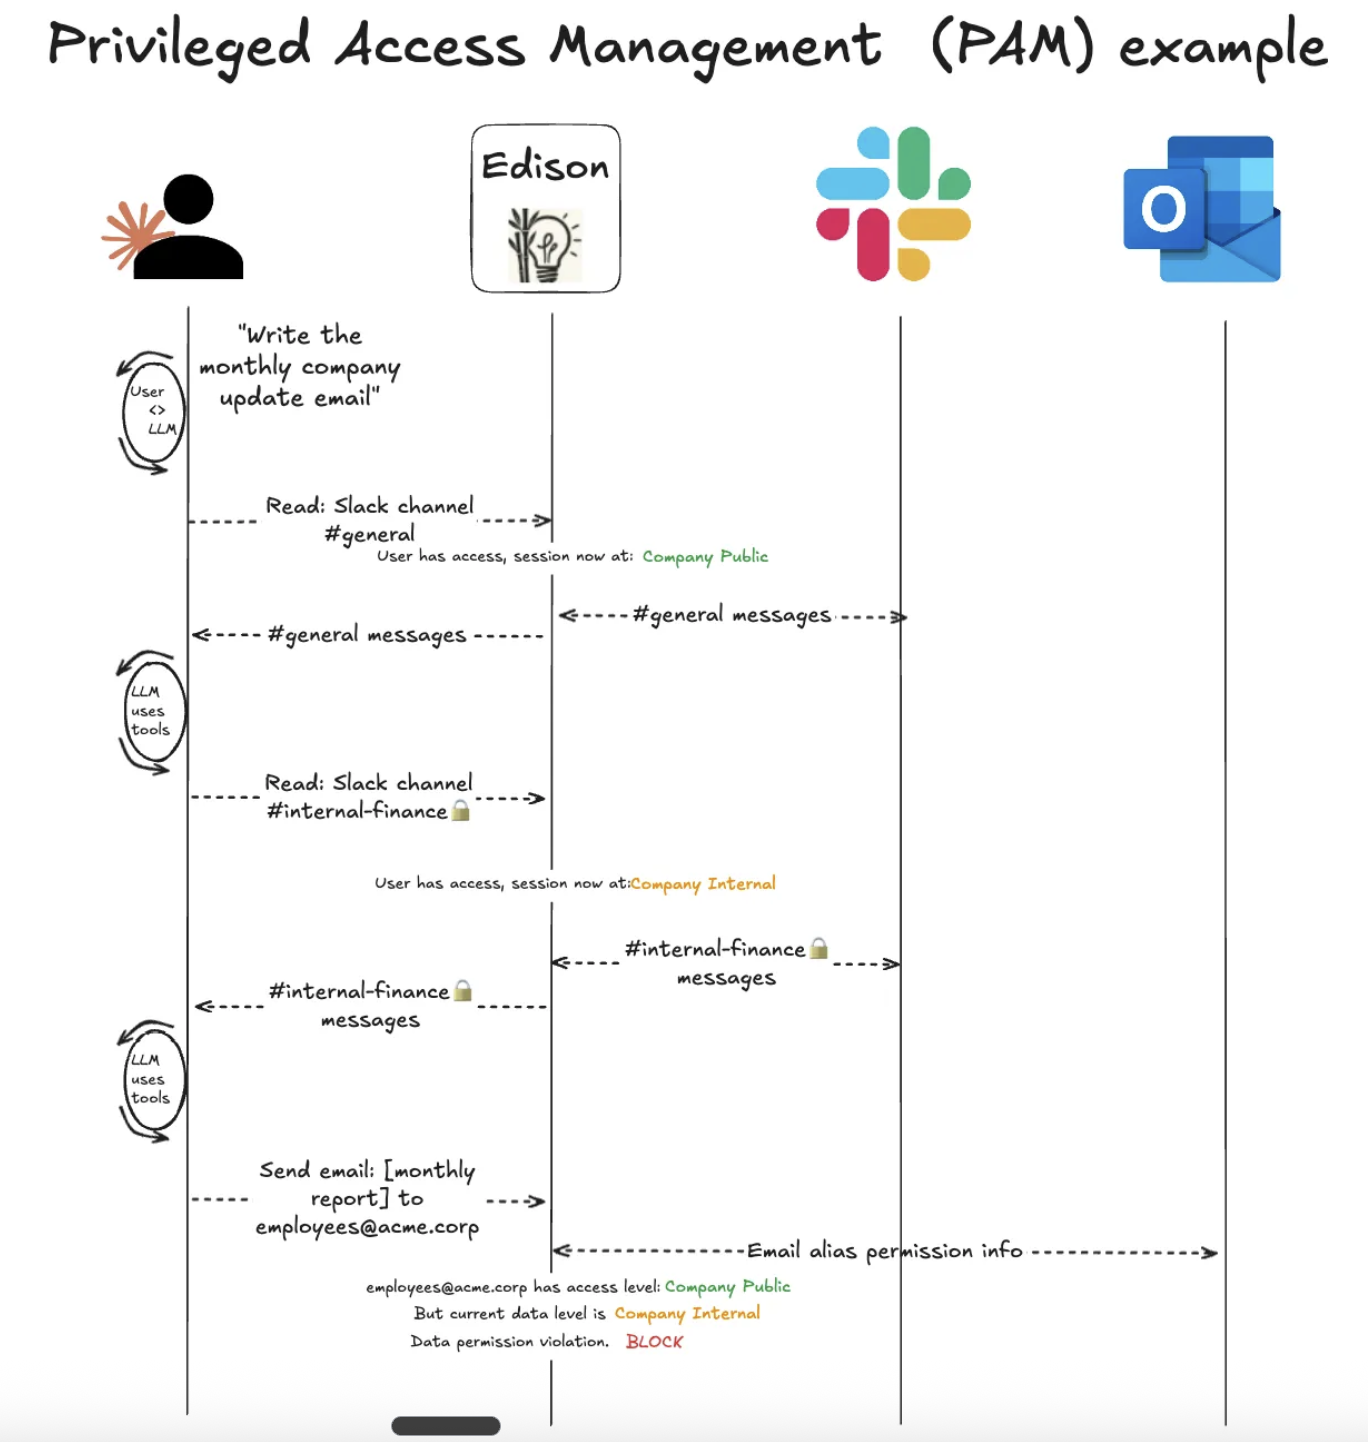 Privileged Access Management (PAM) example
Edison
O
"Write the
monthly company
update email"
User
<>
LLM
Read: Slack channel
#general
User has access, session now at: Company Public
#general messages
#general messages
LLM
uses
tools
Read: Slack channel
#internal-finance🔒
User has access, session now at:Company Internal
#internal-finance🔒
messages
#internal-finance🔒
messages
LLM
uses
tools
Send email: [monthly
report] to
employees@acme.corp
Email alias permission info
employees@acme.corp has access level: Company Public
But current data level is Company Internal
Data permission violation. BLOCK